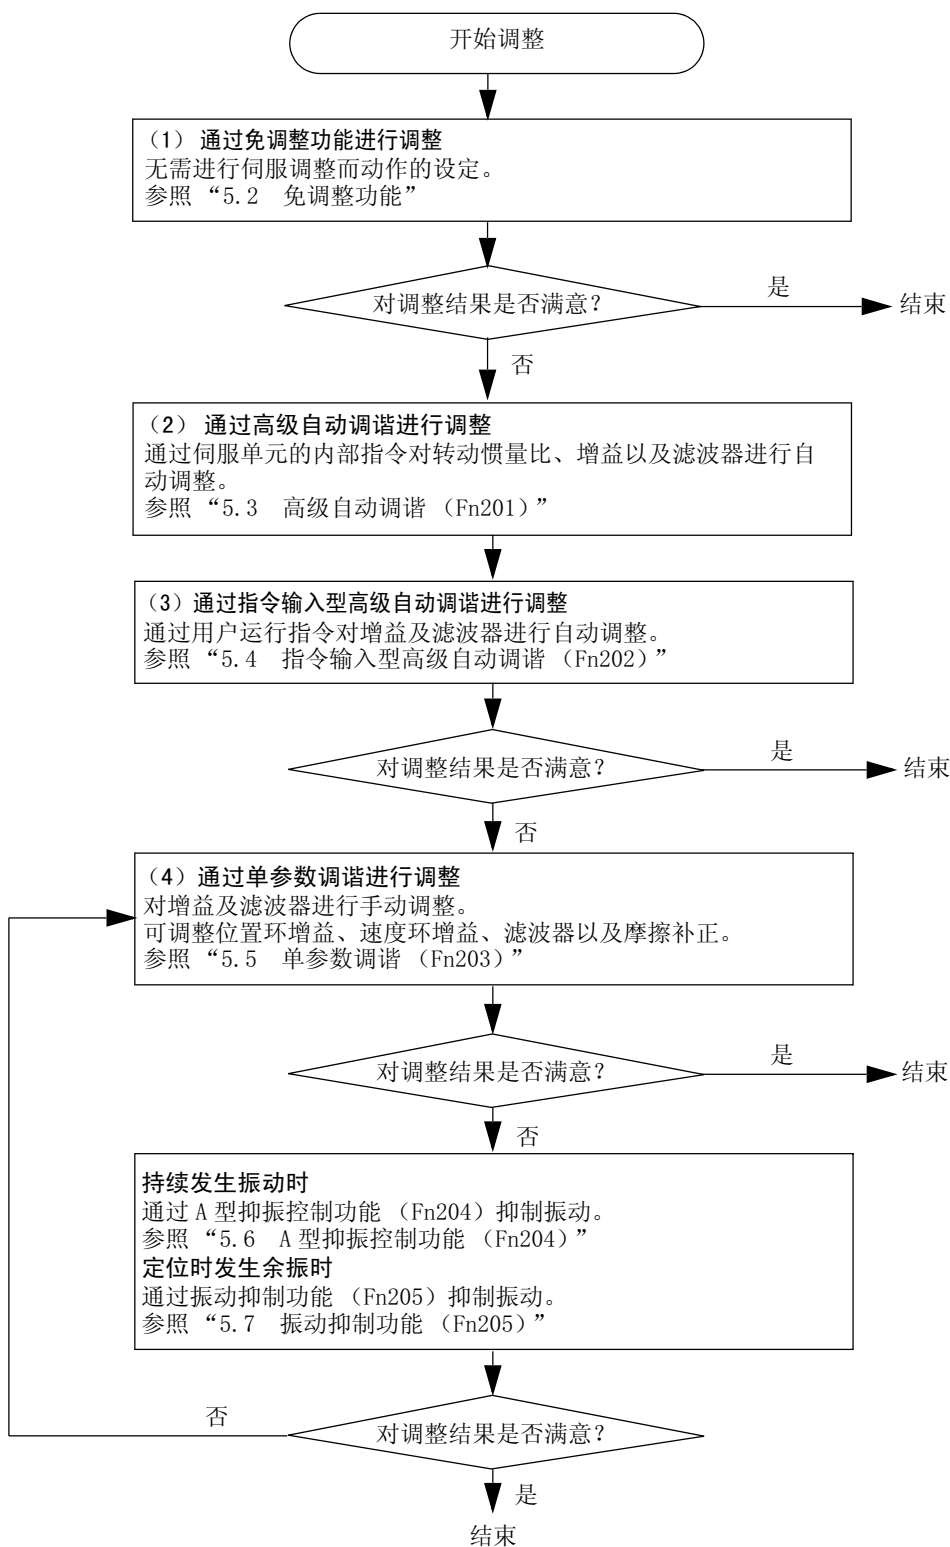 开始调整
（1） 通过免调整功能进行调整
无需进行伺服调整而动作的设定。
参照 “5.2　免调整功能”
对调整结果是否满意？
是
结束
否
（2） 通过高级自动调谐进行调整
通过伺服单元的内部指令对转动惯量比、增益以及滤波器进行自
动调整。
参照 “5.3　高级自动调谐 （Fn201）”
（3）通过指令输入型高级自动调谐进行调整
通过用户运行指令对增益及滤波器进行自动调整。
参照 “5.4　指令输入型高级自动调谐 （Fn202）”
对调整结果是否满意？
是
结束
否
（4）通过单参数调谐进行调整
对增益及滤波器进行手动调整。
可调整位置环增益、速度环增益、滤波器以及摩擦补正。
参照 “5.5　单参数调谐 （Fn203）”
对调整结果是否满意？
是
结束
否
持续发生振动时
通过 A 型抑振控制功能 （Fn204）抑制振动。
参照 “5.6　A 型抑振控制功能 （Fn204）”
定位时发生余振时
通过振动抑制功能 （Fn205）抑制振动。
参照 “5.7　振动抑制功能 （Fn205）”
否
对调整结果是否满意？
是
结束